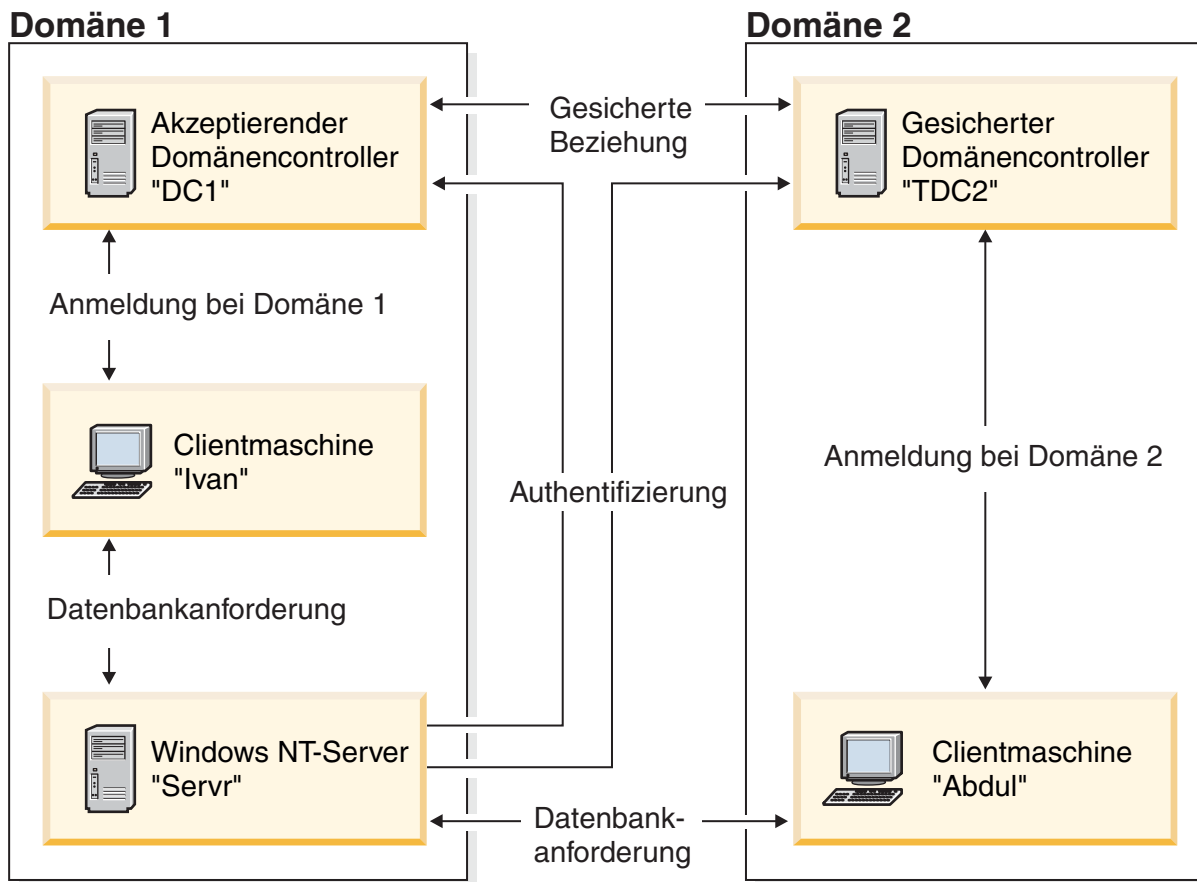 Domäne 1
Domäne 2
Akzeptierender
Domänencontroller
"DC1"
Gesicherte
Beziehung
Gesicherter
Domänencontroller
"TDC2"
Anmeldung bei Domäne 1
Clientmaschine
"Ivan"
Authentifizierung
Anmeldung bei Domäne 2
Datenbankanforderung
Windows NT-Server
"Servr"
Datenbank-
anforderung
Clientmaschine
"Abdul"